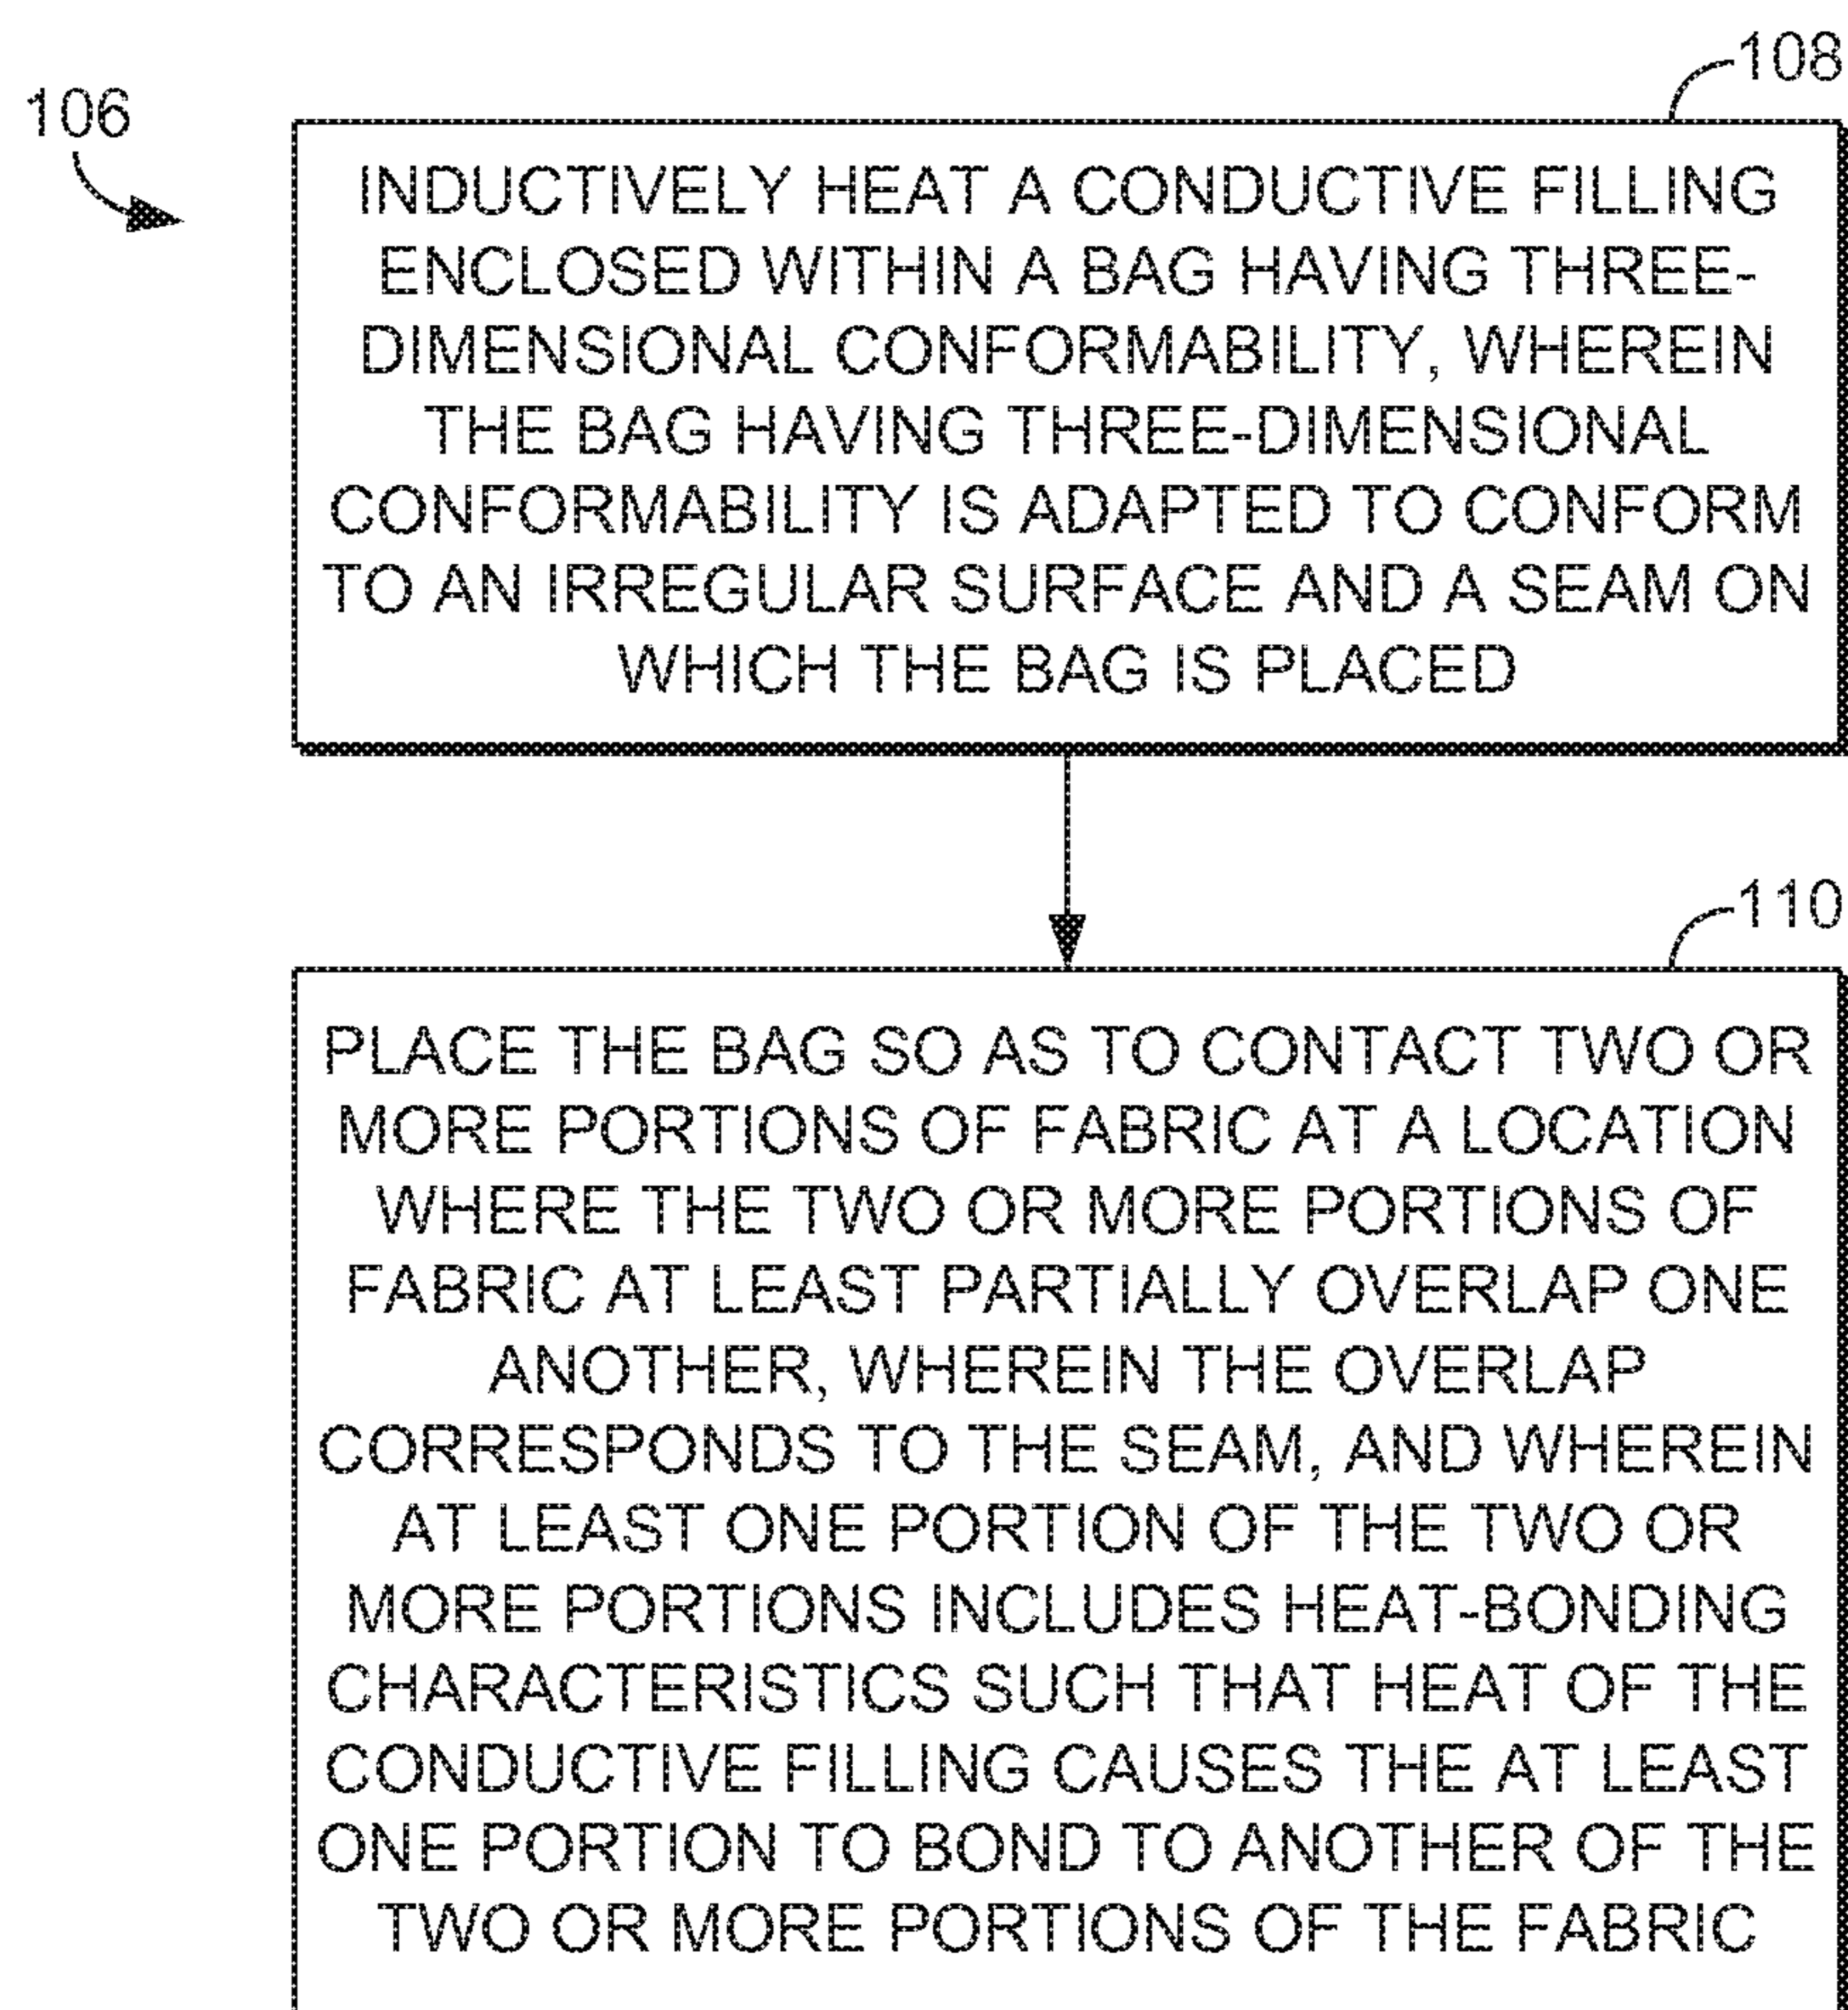 106
108
INDUCTIVELY HEAT A CONDUCTIVE FILLING
ENCLOSED WITHIN A BAG HAVING THREE-
DIMENSIONAL CONFORMABILITY, WHEREIN
THE BAG HAVING THREE-DIMENSIONAL
CONFORMABILITY IS ADAPTED TO CONFORM
TO AN IRREGULAR SURFACE AND A SEAM ON
WHICH THE BAG IS PLACED
110
PLACE THE BAG SO AS TO CONTACT TWO OR
MORE PORTIONS OF FABRIC AT A LOCATION
WHERE THE TWO OR MORE PORTIONS OF
FABRIC AT LEAST PARTIALLY OVERLAP ONE
ANOTHER, WHEREIN THE OVERLAP
CORRESPONDS TO THE SEAM, AND WHEREIN
AT LEAST ONE PORTION OF THE TWO OR
MORE PORTIONS INCLUDES HEAT-BONDING
CHARACTERISTICS SUCH THAT HEAT OF THE
CONDUCTIVE FILLING CAUSES THE AT LEAST
ONE PORTION TO BOND TO ANOTHER OF THE
TWO OR MORE PORTIONS OF THE FABRIC